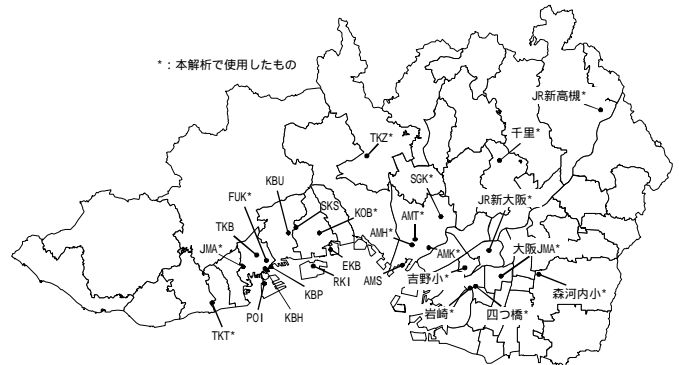 *：本解析で使用したもの
JR新高槻*
千里*
TKZ*
SGK*
JR新大阪*
KBU
FUK*
SKS
KOB*
AMT*
TKB
AMH*
大阪JMA*
JMA*
AMK*
EKB
吉野小*
RKI
AMS
KBP
森河内小*
TKT*
POI
KBH
岩崎*
四つ橋*